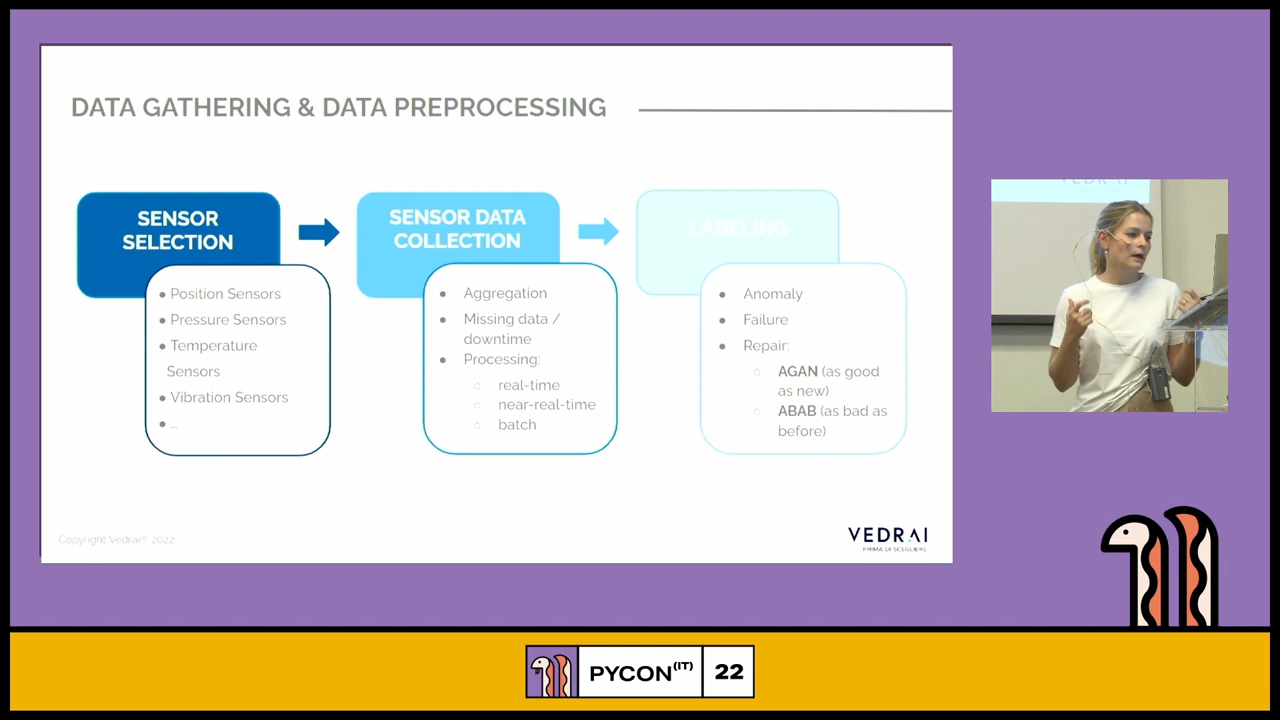 DATA GATHERING & DATA PREPROCESSING
SENSOR
SELECTION
● Position Sensors
● Pressure Sensors
● Temperature
Sensors
● Vibration Sensors
● ...
SENSOR DATA
COLLECTION
● Aggregation
● Missing data /
downtime
● Processing:
○ real-time
○ near-real-time
○ batch
LABELING
● Anomaly
● Failure
● Repair:
○ AGAN (as good
as new)
○ ABAB (as bad as
before)
Copyright Vedrai® 2022
VEDRAI
PRIMA DI SCEGLIERE
VEDRAI
PYCON(IT) 22